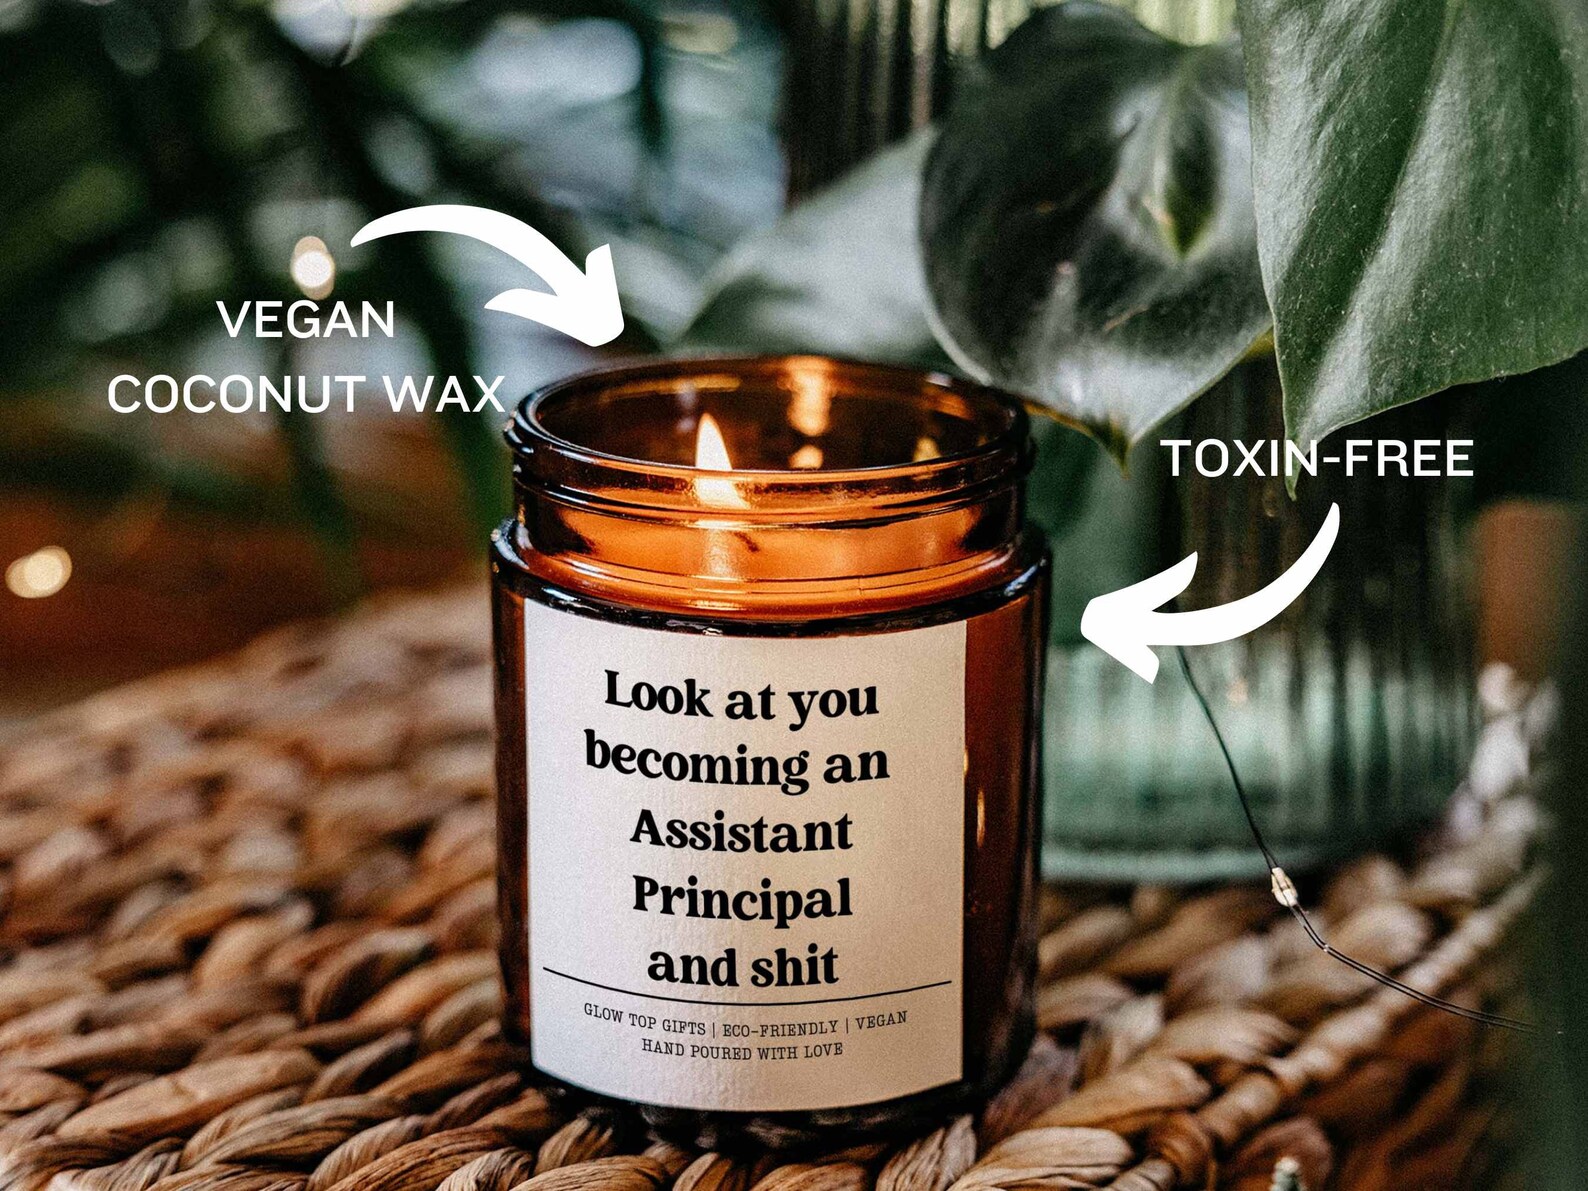 VEGAN
COCONUT WAX
TOXIN-FREE
Look at you
becoming an
Assistant
Principal
and shit
GLOW TOP GIFTS | ECO-FRIENDLY | VEGAN
HAND POURED WITH LOVE